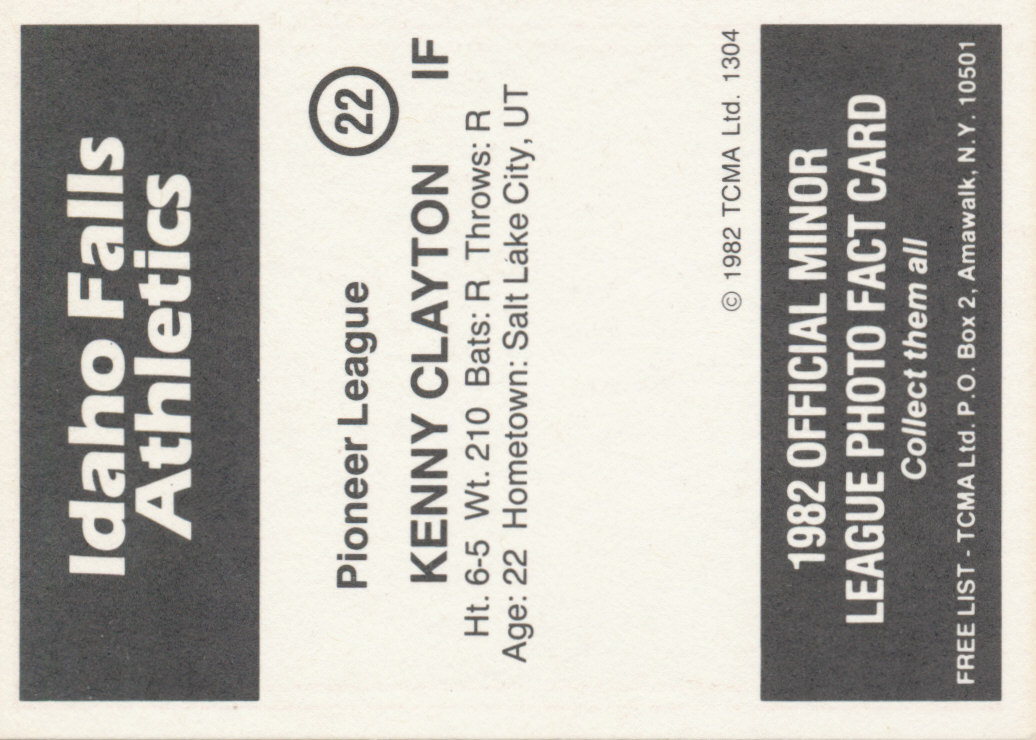 Idaho Falls
Athletics
22
Pioneer League
KENNY CLAYTON IF
Ht. 6-5 Wt. 210 Bats: R Throws: R
Age: 22 Hometown: Salt Lake City, UT
© 1982 TCMA Ltd. 1304
1982 OFFICIAL MINOR
LEAGUE PHOTO FACT CARD
Collect them all
FREE LIST - TCMA Ltd. P.O. Box 2, Amawalk, N.Y. 10501